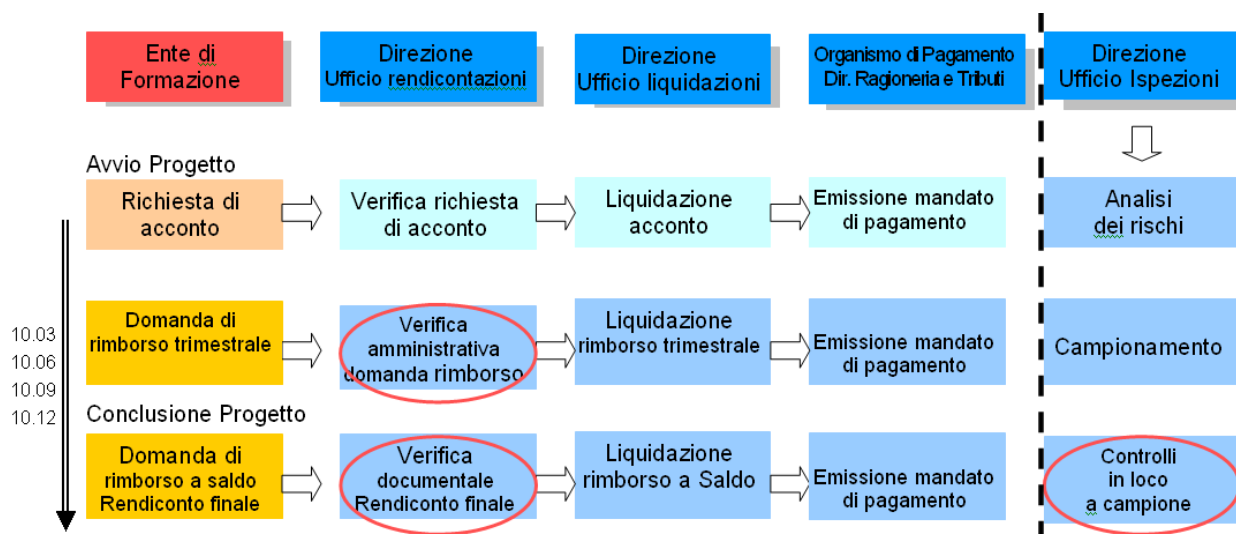 Ente di
Formazione
Direzione
Ufficio rendicontazioni
Direzione
Ufficio liquidazioni
Organismo di Pagamento
Dir. Ragioneria e Tributi
Direzione
Ufficio Ispezioni
Avvio Progetto
Richiesta di
acconto
Verifica richiesta
di acconto
Liquidazione
acconto
Emissione mandato
di pagamento
Analisi
dei rischi
10.03
10.06
10.09
10.12
Domanda di
rimborso trimestrale
Verifica
amministrativa
domanda rimborso
Liquidazione
rimborso trimestrale
Emissione mandato
di pagamento
Campionamento
Conclusione Progetto
Domanda di
rimborso a saldo
Rendiconto finale
Verifica
documentale
Rendiconto finale
Liquidazione
rimborso a Saldo
Emissione mandato
di pagamento
Controlli
in loco
a campione